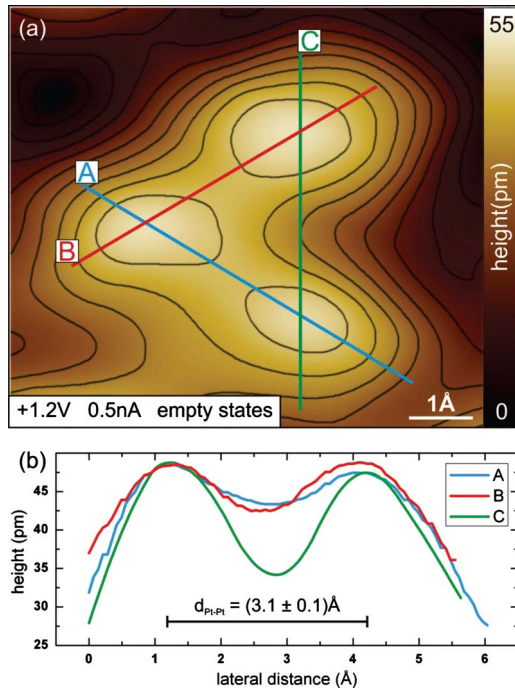 (a)
C
55
A
B
height(pm)
+1.2V 0.5nA empty states
1Å
0
(b)
45
40
35
30
25
height (pm)
A
B
C
d_Pt-Pt = (3.1 ± 0.1)Å
0 1 2 3 4 5 6
lateral distance (Å)